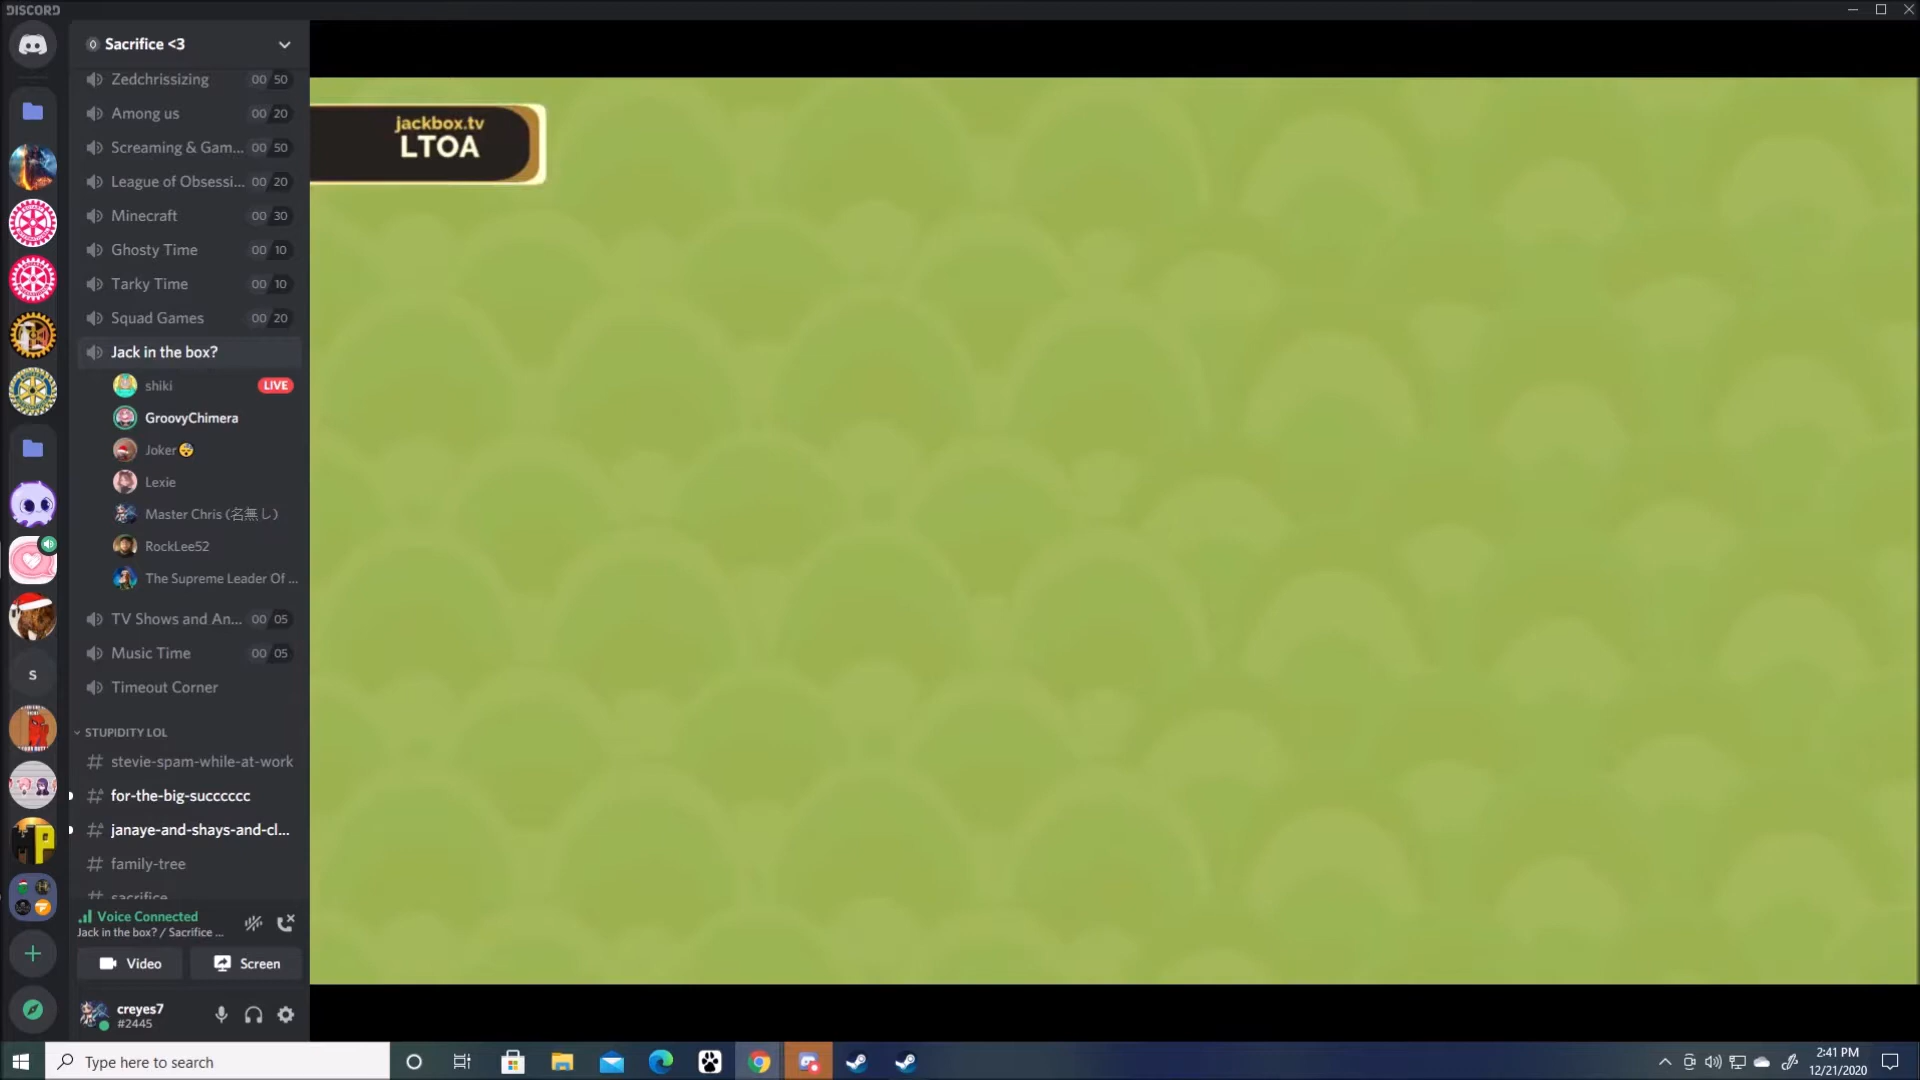 DISCORD
Sacrifice <3
Zedchrissizing 00 50
Among us 00 20
Screaming & Gam... 00 50
League of Obsessi... 00 20
Minecraft 00 30
Ghosty Time 00 10
Tarky Time 00 10
Squad Games 00 20
Jack in the box?
shiki LIVE
GroovyChimera
Joker😴
Lexie
Master Chris (名無し)
RockLee52
The Supreme Leader Of ...
TV Shows and An... 00 05
Music Time 00 05
Timeout Corner
STUPIDITY LOL
# stevie-spam-while-at-work
# for-the-big-succcccc
# janaye-and-shays-and-cl...
# family-tree
# sacrifice
Voice Connected
Jack in the box? / Sacrifice ...
Video Screen
creyes7
#2445
S
P
jackbox.tv
LTOA
Type here to search
2:41 PM
12/21/2020